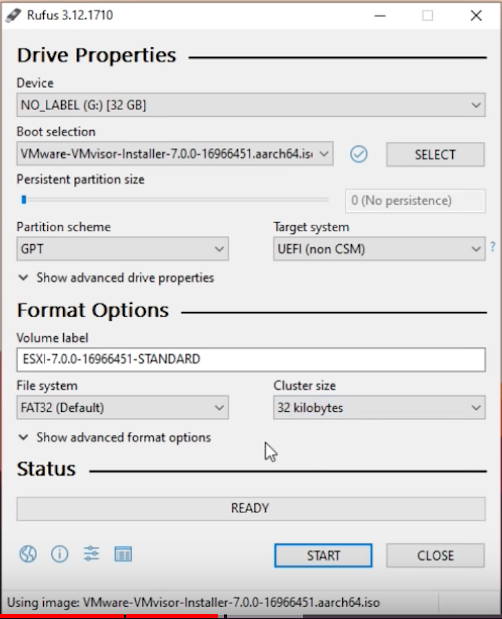 Rufus 3.12.1710
Drive Properties
Device
NO_LABEL (G:) [32 GB]
Boot selection
VMware-VMvisor-Installer-7.0.0-16966451.aarch64.iso
SELECT
Persistent partition size
0 (No persistence)
Partition scheme
Target system
GPT
UEFI (non CSM)
?
Show advanced drive properties
Format Options
Volume label
ESXI-7.0.0-16966451-STANDARD
File system
Cluster size
FAT32 (Default)
32 kilobytes
Show advanced format options
Status
READY
START
CLOSE
Using image: VMware-VMvisor-Installer-7.0.0-16966451.aarch64.iso